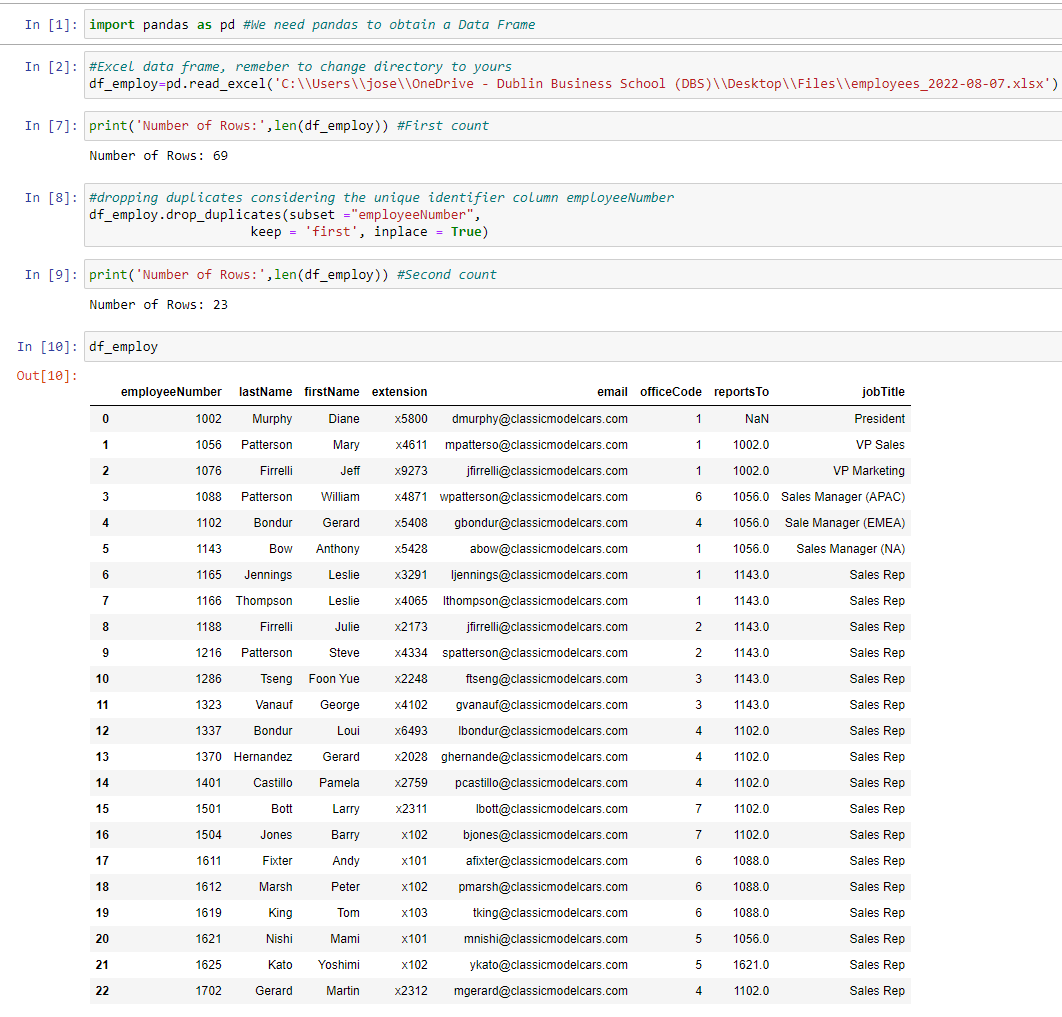 In [1]: import pandas as pd #We need pandas to obtain a Data Frame
In [2]: #Excel data frame, remeber to change directory to yours
df_employ=pd.read_excel('C:\\Users\\jose\\OneDrive - Dublin Business School (DBS)\\Desktop\\Files\\employees_2022-08-07.xlsx')
In [7]: print('Number of Rows:',len(df_employ)) #First count
Number of Rows: 69
In [8]: #dropping duplicates considering the unique identifier column employeeNumber
df_employ.drop_duplicates(subset ="employeeNumber",
keep = 'first', inplace = True)
In [9]: print('Number of Rows:',len(df_employ)) #Second count
Number of Rows: 23
In [10]: df_employ
Out[10]:
employeeNumber lastName firstName extension email officeCode reportsTo jobTitle
0 1002 Murphy Diane x5800 dmurphy@classicmodelcars.com 1 NaN President
1 1056 Patterson Mary x4611 mpatterso@classicmodelcars.com 1 1002.0 VP Sales
2 1076 Firrelli Jeff x9273 jfirrelli@classicmodelcars.com 1 1002.0 VP Marketing
3 1088 Patterson William x4871 wpatterson@classicmodelcars.com 6 1056.0 Sales Manager (APAC)
4 1102 Bondur Gerard x5408 gbondur@classicmodelcars.com 4 1056.0 Sale Manager (EMEA)
5 1143 Bow Anthony x5428 abow@classicmodelcars.com 1 1056.0 Sales Manager (NA)
6 1165 Jennings Leslie x3291 ljennings@classicmodelcars.com 1 1143.0 Sales Rep
7 1166 Thompson Leslie x4065 lthompson@classicmodelcars.com 1 1143.0 Sales Rep
8 1188 Firrelli Julie x2173 jfirrelli@classicmodelcars.com 2 1143.0 Sales Rep
9 1216 Patterson Steve x4334 spatterson@classicmodelcars.com 2 1143.0 Sales Rep
10 1286 Tseng Foon Yue x2248 ftseng@classicmodelcars.com 3 1143.0 Sales Rep
11 1323 Vanauf George x4102 gvanauf@classicmodelcars.com 3 1143.0 Sales Rep
12 1337 Bondur Loui x6493 lbondur@classicmodelcars.com 4 1102.0 Sales Rep
13 1370 Hernandez Gerard x2028 ghernande@classicmodelcars.com 4 1102.0 Sales Rep
14 1401 Castillo Pamela x2759 pcastillo@classicmodelcars.com 4 1102.0 Sales Rep
15 1501 Bott Larry x2311 lbott@classicmodelcars.com 7 1102.0 Sales Rep
16 1504 Jones Barry x102 bjones@classicmodelcars.com 7 1102.0 Sales Rep
17 1611 Fixter Andy x101 afixter@classicmodelcars.com 6 1088.0 Sales Rep
18 1612 Marsh Peter x102 pmarsh@classicmodelcars.com 6 1088.0 Sales Rep
19 1619 King Tom x103 tking@classicmodelcars.com 6 1088.0 Sales Rep
20 1621 Nishi Mami x101 mnishi@classicmodelcars.com 5 1056.0 Sales Rep
21 1625 Kato Yoshimi x102 ykato@classicmodelcars.com 5 1621.0 Sales Rep
22 1702 Gerard Martin x2312 mgerard@classicmodelcars.com 4 1102.0 Sales Rep